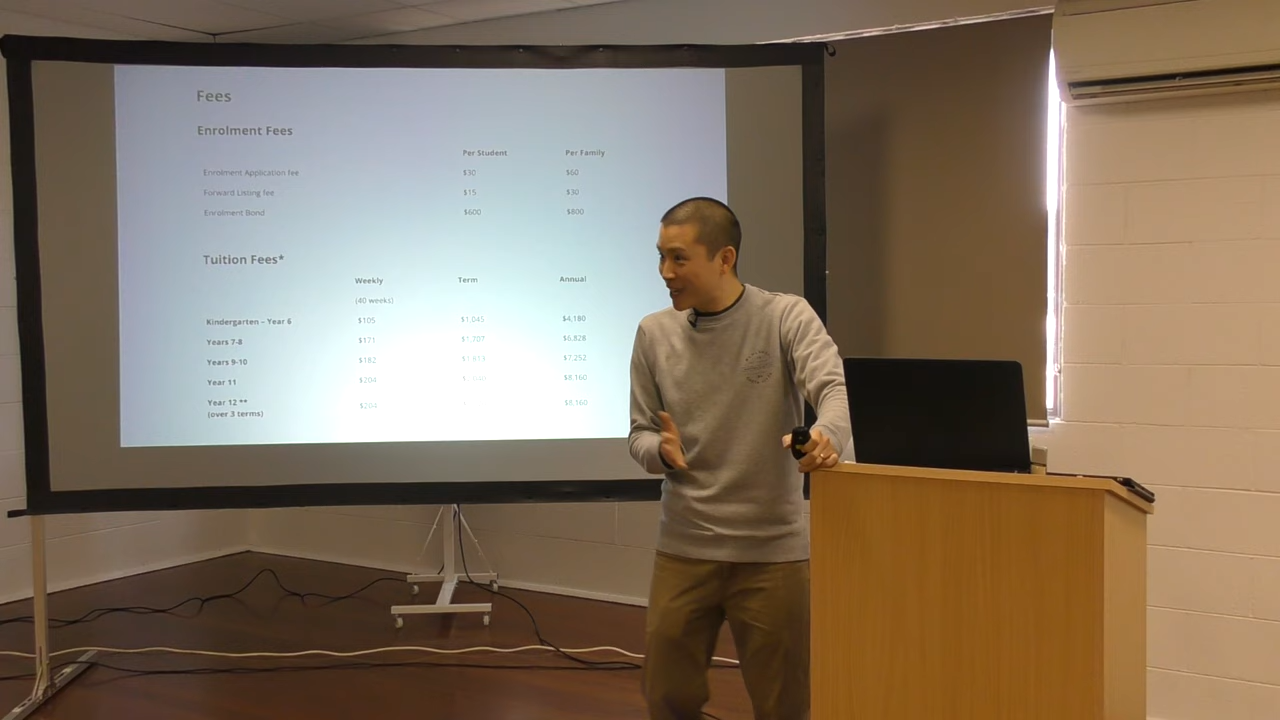 Fees
Enrolment Fees
Per Student Per Family
Enrolment Application fee $30 $60
Forward Listing fee $15 $30
Enrolment Bond $600 $800
Tuition Fees*
Weekly Term Annual
(40 weeks)
Kindergarten – Year 6 $105 $1,045 $4,180
Years 7-8 $171 $1,707 $6,828
Years 9-10 $182 $1,813 $7,252
Year 11 $204 $8,160
Year 12 ** $204 $8,160
(over 3 terms)